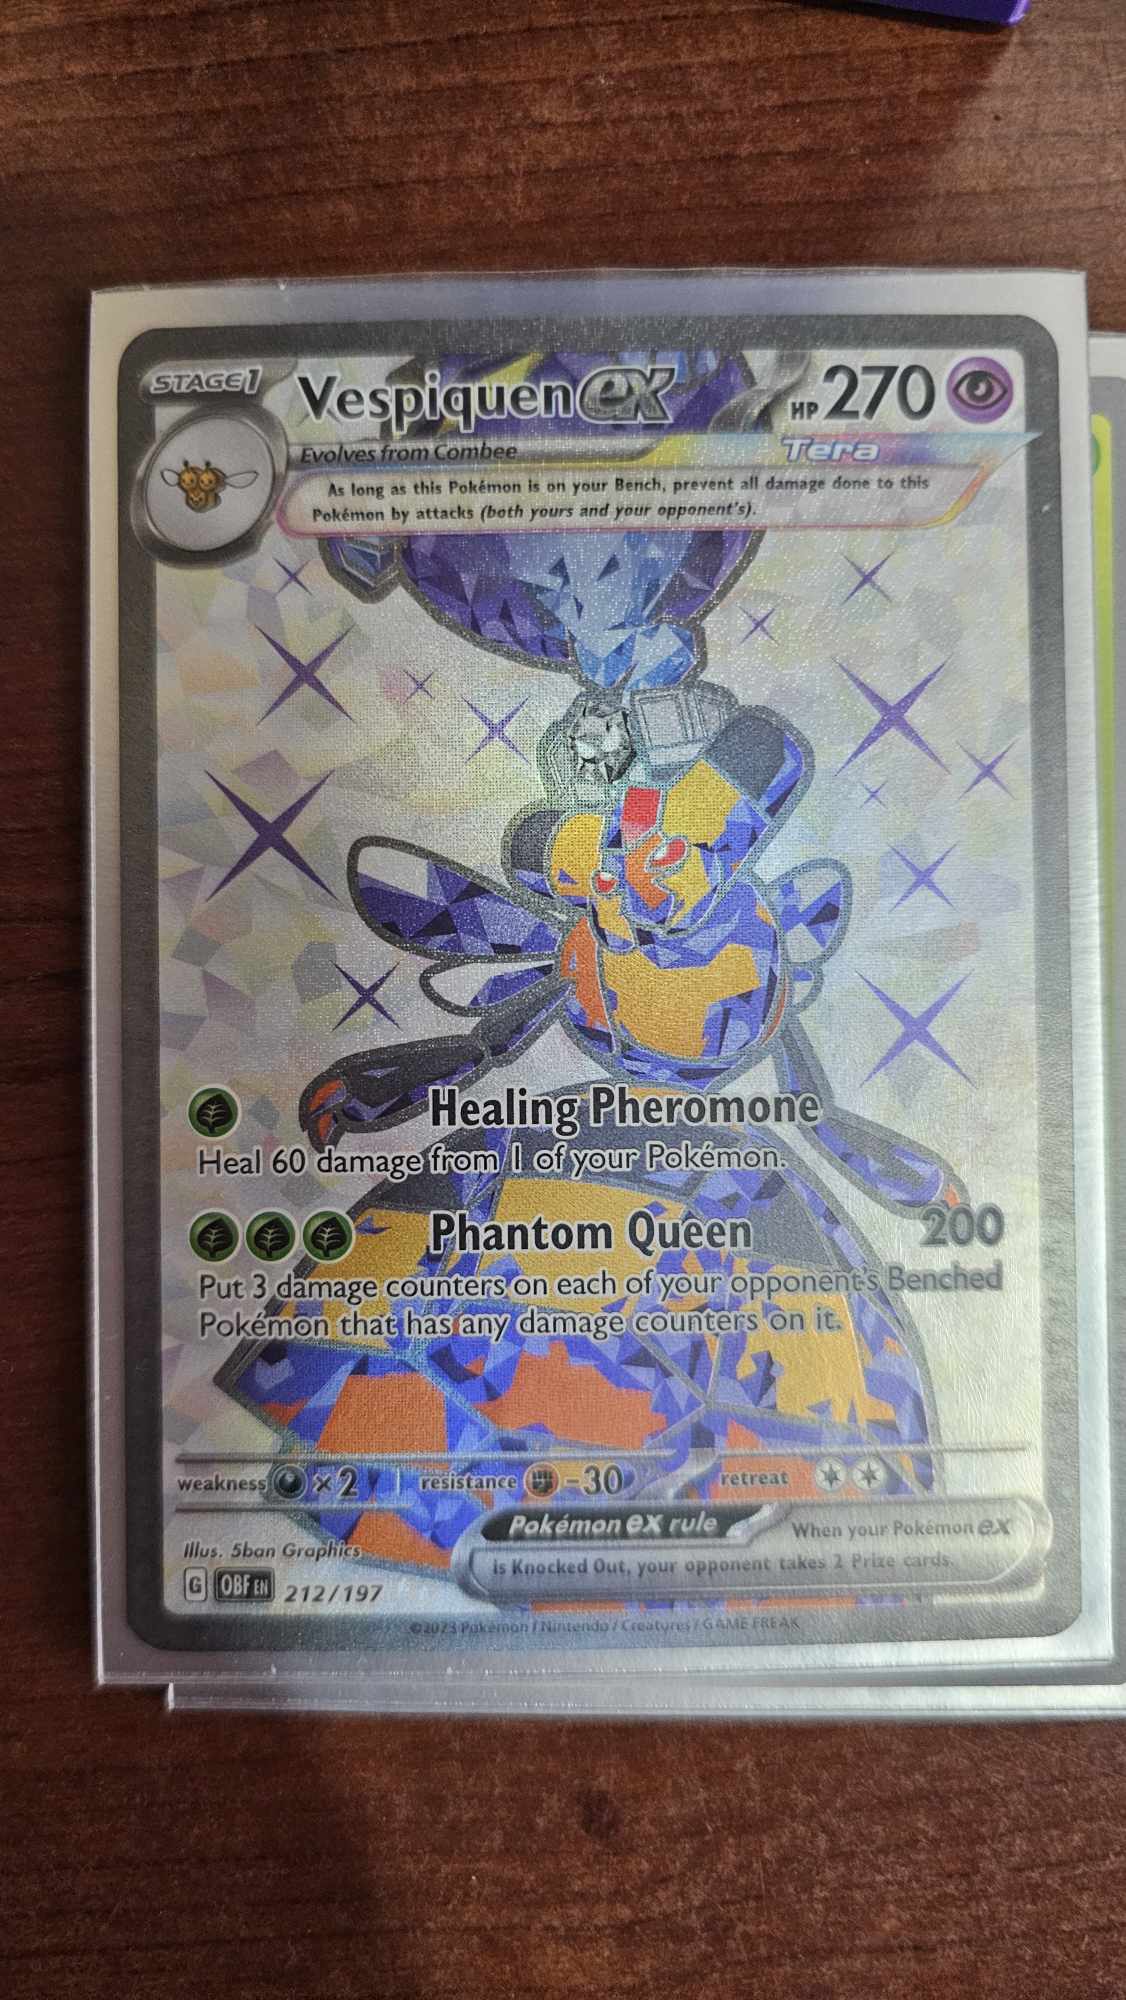 STAGE1 Vespiquen ex HP 270
Evolves from Combee
Tera
As long as this Pokémon is on your Bench, prevent all damage done to this
Pokémon by attacks (both yours and your opponent's).
Healing Pheromone
Heal 60 damage from 1 of your Pokémon.
Phantom Queen 200
Put 3 damage counters on each of your opponent's Benched
Pokémon that has any damage counters on it.
weakness ×2 resistance -30 retreat
Pokémon ex rule When your Pokémon ex
is Knocked Out, your opponent takes 2 Prize cards.
Illus. 5ban Graphics
G OBF EN 212/197
©2023 Pokémon / Nintendo / Creatures / GAME FREAK